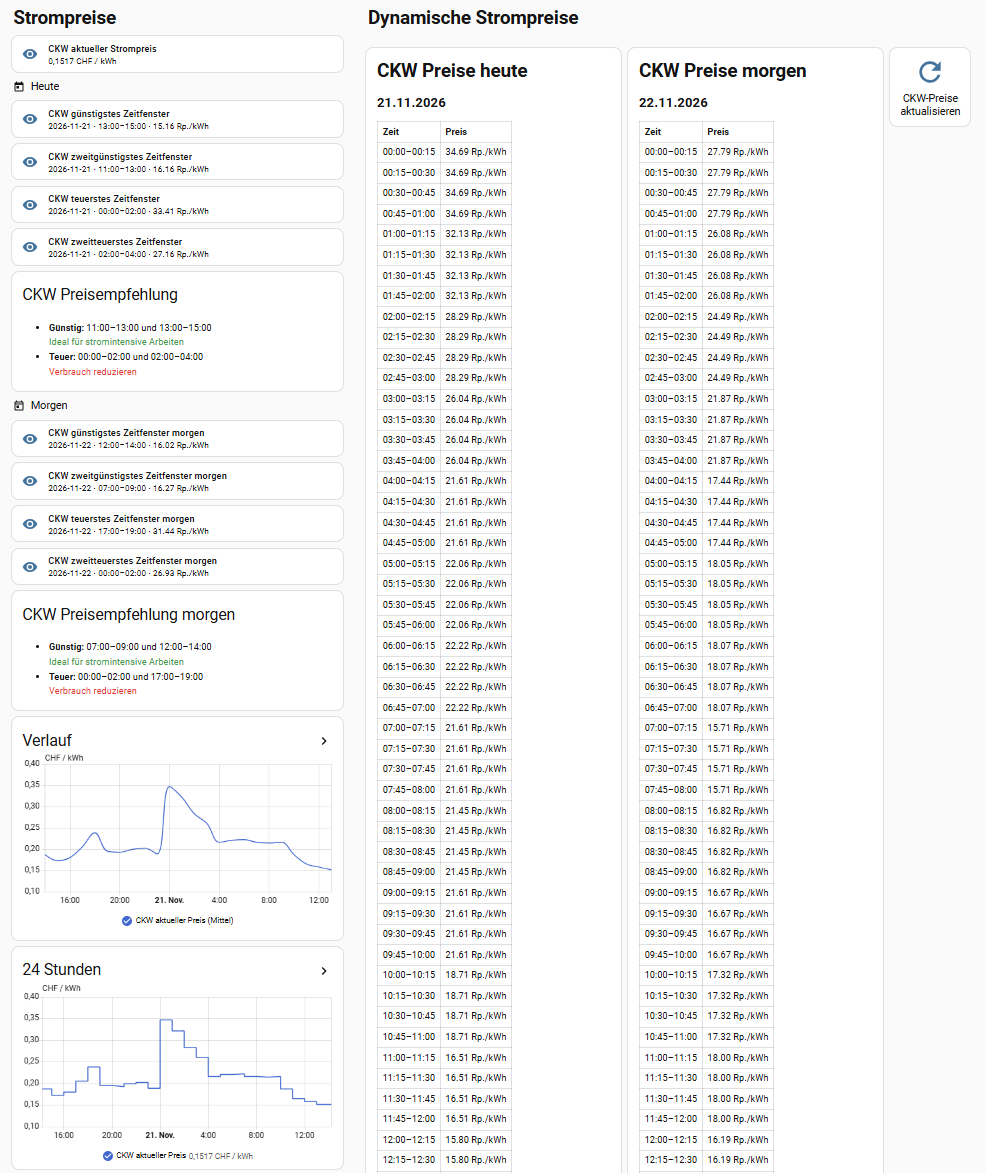 Strompreise
CKW aktueller Strompreis
0,1517 CHF / kWh
Heute
CKW günstigstes Zeitfenster
2026-11-21 · 13:00–15:00 · 15.16 Rp./kWh
CKW zweitgünstigstes Zeitfenster
2026-11-21 · 11:00–13:00 · 16.16 Rp./kWh
CKW teuerstes Zeitfenster
2026-11-21 · 00:00–02:00 · 33.41 Rp./kWh
CKW zweitteuerstes Zeitfenster
2026-11-21 · 02:00–04:00 · 27.16 Rp./kWh
CKW Preisempfehlung
• Günstig: 11:00–13:00 und 13:00–15:00
Ideal für stromintensive Arbeiten
• Teuer: 00:00–02:00 und 02:00–04:00
Verbrauch reduzieren
Morgen
CKW günstigstes Zeitfenster morgen
2026-11-22 · 12:00–14:00 · 16.02 Rp./kWh
CKW zweitgünstigstes Zeitfenster morgen
2026-11-22 · 07:00–09:00 · 16.27 Rp./kWh
CKW teuerstes Zeitfenster morgen
2026-11-22 · 17:00–19:00 · 31.44 Rp./kWh
CKW zweitteuerstes Zeitfenster morgen
2026-11-22 · 00:00–02:00 · 26.93 Rp./kWh
CKW Preisempfehlung morgen
• Günstig: 07:00–09:00 und 12:00–14:00
Ideal für stromintensive Arbeiten
• Teuer: 00:00–02:00 und 17:00–19:00
Verbrauch reduzieren
Verlauf
CHF / kWh
0,40
0,35
0,30
0,25
0,20
0,15
0,10
16:00 20:00 21. Nov. 4:00 8:00 12:00
CKW aktueller Preis (Mittel)
24 Stunden
CHF / kWh
0,40
0,35
0,30
0,25
0,20
0,15
0,10
16:00 20:00 21. Nov. 4:00 8:00 12:00
CKW aktueller Preis 0,1517 CHF / kWh
Dynamische Strompreise
CKW Preise heute
21.11.2026
Zeit Preis
00:00–00:15 34.69 Rp./kWh
00:15–00:30 34.69 Rp./kWh
00:30–00:45 34.69 Rp./kWh
00:45–01:00 34.69 Rp./kWh
01:00–01:15 32.13 Rp./kWh
01:15–01:30 32.13 Rp./kWh
01:30–01:45 32.13 Rp./kWh
01:45–02:00 32.13 Rp./kWh
02:00–02:15 28.29 Rp./kWh
02:15–02:30 28.29 Rp./kWh
02:30–02:45 28.29 Rp./kWh
02:45–03:00 28.29 Rp./kWh
03:00–03:15 26.04 Rp./kWh
03:15–03:30 26.04 Rp./kWh
03:30–03:45 26.04 Rp./kWh
03:45–04:00 26.04 Rp./kWh
04:00–04:15 21.61 Rp./kWh
04:15–04:30 21.61 Rp./kWh
04:30–04:45 21.61 Rp./kWh
04:45–05:00 21.61 Rp./kWh
05:00–05:15 22.06 Rp./kWh
05:15–05:30 22.06 Rp./kWh
05:30–05:45 22.06 Rp./kWh
05:45–06:00 22.06 Rp./kWh
06:00–06:15 22.22 Rp./kWh
06:15–06:30 22.22 Rp./kWh
06:30–06:45 22.22 Rp./kWh
06:45–07:00 22.22 Rp./kWh
07:00–07:15 21.61 Rp./kWh
07:15–07:30 21.61 Rp./kWh
07:30–07:45 21.61 Rp./kWh
07:45–08:00 21.61 Rp./kWh
08:00–08:15 21.45 Rp./kWh
08:15–08:30 21.45 Rp./kWh
08:30–08:45 21.45 Rp./kWh
08:45–09:00 21.45 Rp./kWh
09:00–09:15 21.61 Rp./kWh
09:15–09:30 21.61 Rp./kWh
09:30–09:45 21.61 Rp./kWh
09:45–10:00 21.61 Rp./kWh
10:00–10:15 18.71 Rp./kWh
10:15–10:30 18.71 Rp./kWh
10:30–10:45 18.71 Rp./kWh
10:45–11:00 18.71 Rp./kWh
11:00–11:15 16.51 Rp./kWh
11:15–11:30 16.51 Rp./kWh
11:30–11:45 16.51 Rp./kWh
11:45–12:00 16.51 Rp./kWh
12:00–12:15 15.80 Rp./kWh
12:15–12:30 15.80 Rp./kWh
CKW Preise morgen
22.11.2026
Zeit Preis
00:00–00:15 27.79 Rp./kWh
00:15–00:30 27.79 Rp./kWh
00:30–00:45 27.79 Rp./kWh
00:45–01:00 27.79 Rp./kWh
01:00–01:15 26.08 Rp./kWh
01:15–01:30 26.08 Rp./kWh
01:30–01:45 26.08 Rp./kWh
01:45–02:00 26.08 Rp./kWh
02:00–02:15 24.49 Rp./kWh
02:15–02:30 24.49 Rp./kWh
02:30–02:45 24.49 Rp./kWh
02:45–03:00 24.49 Rp./kWh
03:00–03:15 21.87 Rp./kWh
03:15–03:30 21.87 Rp./kWh
03:30–03:45 21.87 Rp./kWh
03:45–04:00 21.87 Rp./kWh
04:00–04:15 17.44 Rp./kWh
04:15–04:30 17.44 Rp./kWh
04:30–04:45 17.44 Rp./kWh
04:45–05:00 17.44 Rp./kWh
05:00–05:15 18.05 Rp./kWh
05:15–05:30 18.05 Rp./kWh
05:30–05:45 18.05 Rp./kWh
05:45–06:00 18.05 Rp./kWh
06:00–06:15 18.07 Rp./kWh
06:15–06:30 18.07 Rp./kWh
06:30–06:45 18.07 Rp./kWh
06:45–07:00 18.07 Rp./kWh
07:00–07:15 15.71 Rp./kWh
07:15–07:30 15.71 Rp./kWh
07:30–07:45 15.71 Rp./kWh
07:45–08:00 15.71 Rp./kWh
08:00–08:15 16.82 Rp./kWh
08:15–08:30 16.82 Rp./kWh
08:30–08:45 16.82 Rp./kWh
08:45–09:00 16.82 Rp./kWh
09:00–09:15 16.67 Rp./kWh
09:15–09:30 16.67 Rp./kWh
09:30–09:45 16.67 Rp./kWh
09:45–10:00 16.67 Rp./kWh
10:00–10:15 17.32 Rp./kWh
10:15–10:30 17.32 Rp./kWh
10:30–10:45 17.32 Rp./kWh
10:45–11:00 17.32 Rp./kWh
11:00–11:15 18.00 Rp./kWh
11:15–11:30 18.00 Rp./kWh
11:30–11:45 18.00 Rp./kWh
11:45–12:00 18.00 Rp./kWh
12:00–12:15 16.19 Rp./kWh
12:15–12:30 16.19 Rp./kWh
CKW-Preise
aktualisieren